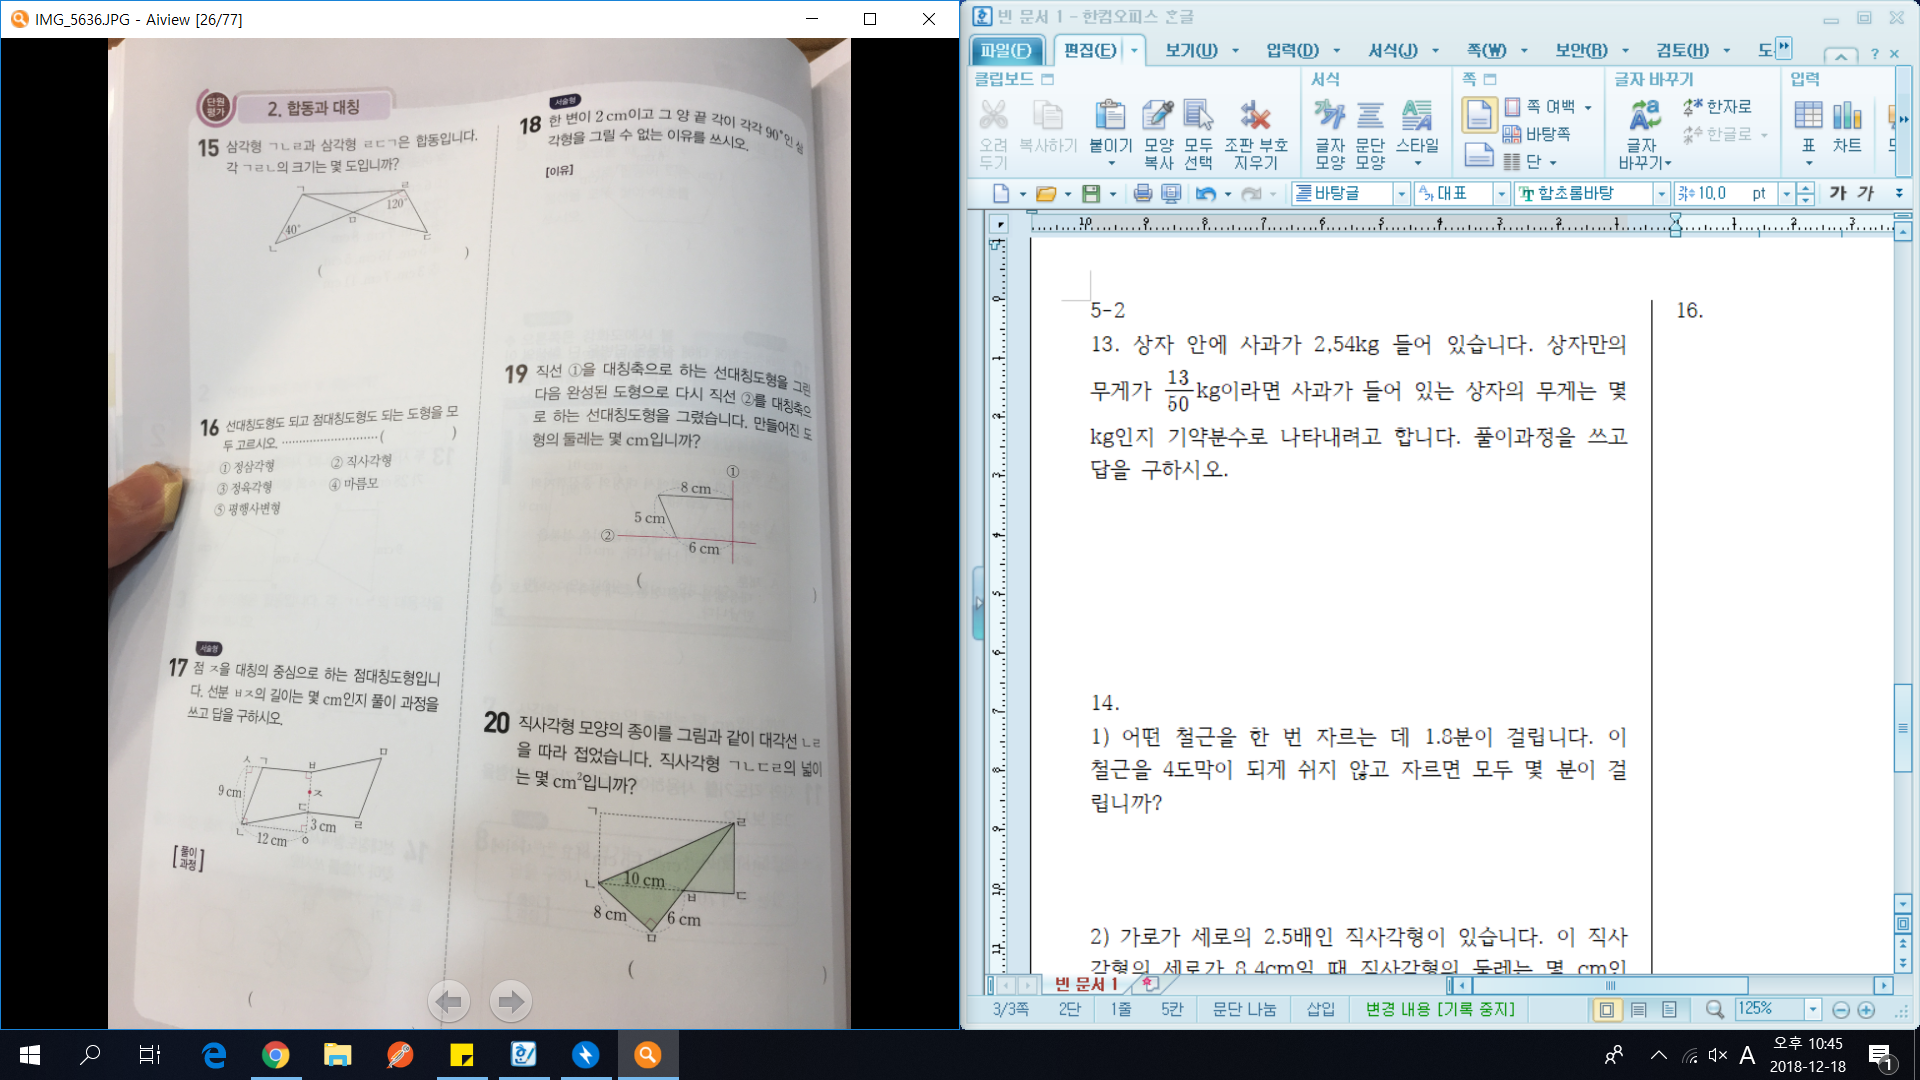 IMG_5636.JPG - Aiview [26/77]
단원
평가
2. 합동과 대칭
15 삼각형 ㄱㄴㄹ과 삼각형 ㄹㄷㄱ은 합동입니다.
각 ㄱㄹㄴ의 크기는 몇 도입니까?
ㄱ
ㄹ
120°
ㅁ
40°
ㄴ
ㄷ
( )
16 선대칭도형도 되고 점대칭도형도 되는 도형을 모
두 고르시오. ( )
① 정삼각형 ② 직사각형
③ 정육각형 ④ 마름모
⑤ 평행사변형
서술형
17 점 ㅈ을 대칭의 중심으로 하는 점대칭도형입니
다. 선분 ㅂㅈ의 길이는 몇 cm인지 풀이 과정을
쓰고 답을 구하시오.
ㅅ ㄱ ㅂ ㅁ
9 cm
ㅈ
ㄷ
ㄴ
3 cm ㄹ
12 cm ㅇ
[풀이
과정]
(
서술형
18 한 변이 2 cm이고 그 양 끝 각이 각각 90°인 삼
각형을 그릴 수 없는 이유를 쓰시오.
[이유]
19 직선 ①을 대칭축으로 하는 선대칭도형을 그린
다음 완성된 도형으로 다시 직선 ②를 대칭축으
로 하는 선대칭도형을 그렸습니다. 만들어진 도
형의 둘레는 몇 cm입니까?
①
8 cm
5 cm
②
6 cm
( )
20 직사각형 모양의 종이를 그림과 같이 대각선 ㄴㄹ
을 따라 접었습니다. 직사각형 ㄱㄴㄷㄹ의 넓이
는 몇 cm²입니까?
ㄱ
ㄹ
ㄴ
10 cm
ㅂ
ㄷ
8 cm
6 cm
ㅁ
( )
빈 문서 1 - 한컴오피스 ᄒᆞᆫ글
파일(F) 편집(E) 보기(U) 입력(D) 서식(J) 쪽(W) 보안(R) 검토(H) 도
클립보드 서식 쪽 글자 바꾸기 입력
오려
두기
복사하기
붙이기
모양
복사
모두
선택
조판 부호
지우기
글자
모양
문단
모양
스타일
쪽 여백
바탕쪽
단
글자
바꾸기
한자로
한글로
표
차트
바탕글 대표 함초롬바탕 10.0 pt 가 가
10 9 8 7 6 5 4 3 2 1 1 2 3
5-2
13. 상자 안에 사과가 2,54kg 들어 있습니다. 상자만의
무게가 13/50kg이라면 사과가 들어 있는 상자의 무게는 몇
kg인지 기약분수로 나타내려고 합니다. 풀이과정을 쓰고
답을 구하시오.
14.
1) 어떤 철근을 한 번 자르는 데 1.8분이 걸립니다. 이
철근을 4도막이 되게 쉬지 않고 자르면 모두 몇 분이 걸
립니까?
2) 가로가 세로의 2.5배인 직사각형이 있습니다. 이 직사
각형의 세로가 8.4cm일 때 직사각형의 둘레는 몇 cm인
16.
빈 문서 1
3/3쪽 2단 1줄 5칸 문단 나눔 삽입 변경 내용 [기록 중지] 125%
A
오후 10:45
2018-12-18
1